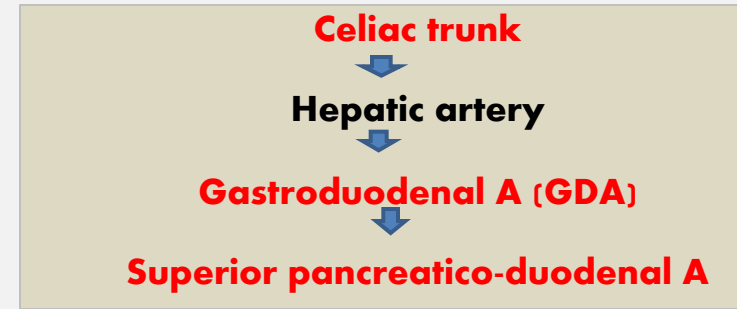 Celiac trunk
Hepatic artery
Gastroduodenal A (GDA)
Superior pancreatico-duodenal A